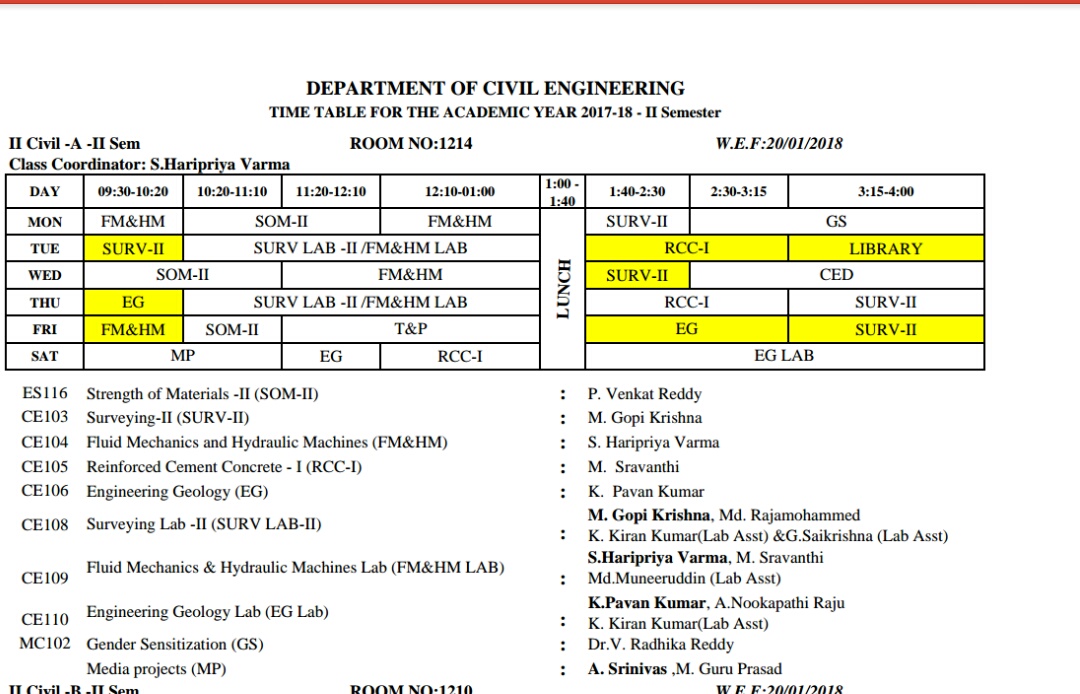 DEPARTMENT OF CIVIL ENGINEERING
TIME TABLE FOR THE ACADEMIC YEAR 2017-18 - II Semester
II Civil -A -II Sem ROOM NO:1214 W.E.F:20/01/2018
Class Coordinator: S.Haripriya Varma
DAY 09:30-10:20 10:20-11:10 11:20-12:10 12:10-01:00 1:00 - 1:40 1:40-2:30 2:30-3:15 3:15-4:00
MON FM&HM SOM-II FM&HM LUNCH SURV-II GS
TUE SURV-II SURV LAB -II /FM&HM LAB RCC-I LIBRARY
WED SOM-II FM&HM SURV-II CED
THU EG SURV LAB -II /FM&HM LAB RCC-I SURV-II
FRI FM&HM SOM-II T&P EG SURV-II
SAT MP EG RCC-I EG LAB
ES116 Strength of Materials -II (SOM-II) : P. Venkat Reddy
CE103 Surveying-II (SURV-II) : M. Gopi Krishna
CE104 Fluid Mechanics and Hydraulic Machines (FM&HM) : S. Haripriya Varma
CE105 Reinforced Cement Concrete - I (RCC-I) : M. Sravanthi
CE106 Engineering Geology (EG) : K. Pavan Kumar
CE108 Surveying Lab -II (SURV LAB-II) : M. Gopi Krishna, Md. Rajamohammed
K. Kiran Kumar(Lab Asst) &G.Saikrishna (Lab Asst)
CE109 Fluid Mechanics & Hydraulic Machines Lab (FM&HM LAB) : S.Haripriya Varma, M. Sravanthi
Md.Muneeruddin (Lab Asst)
CE110 Engineering Geology Lab (EG Lab) : K.Pavan Kumar, A.Nookapathi Raju
K. Kiran Kumar(Lab Asst)
MC102 Gender Sensitization (GS) : Dr.V. Radhika Reddy
Media projects (MP) : A. Srinivas ,M. Guru Prasad
II Civil -B -II Sem ROOM NO:1210 W.E.F:20/01/2018